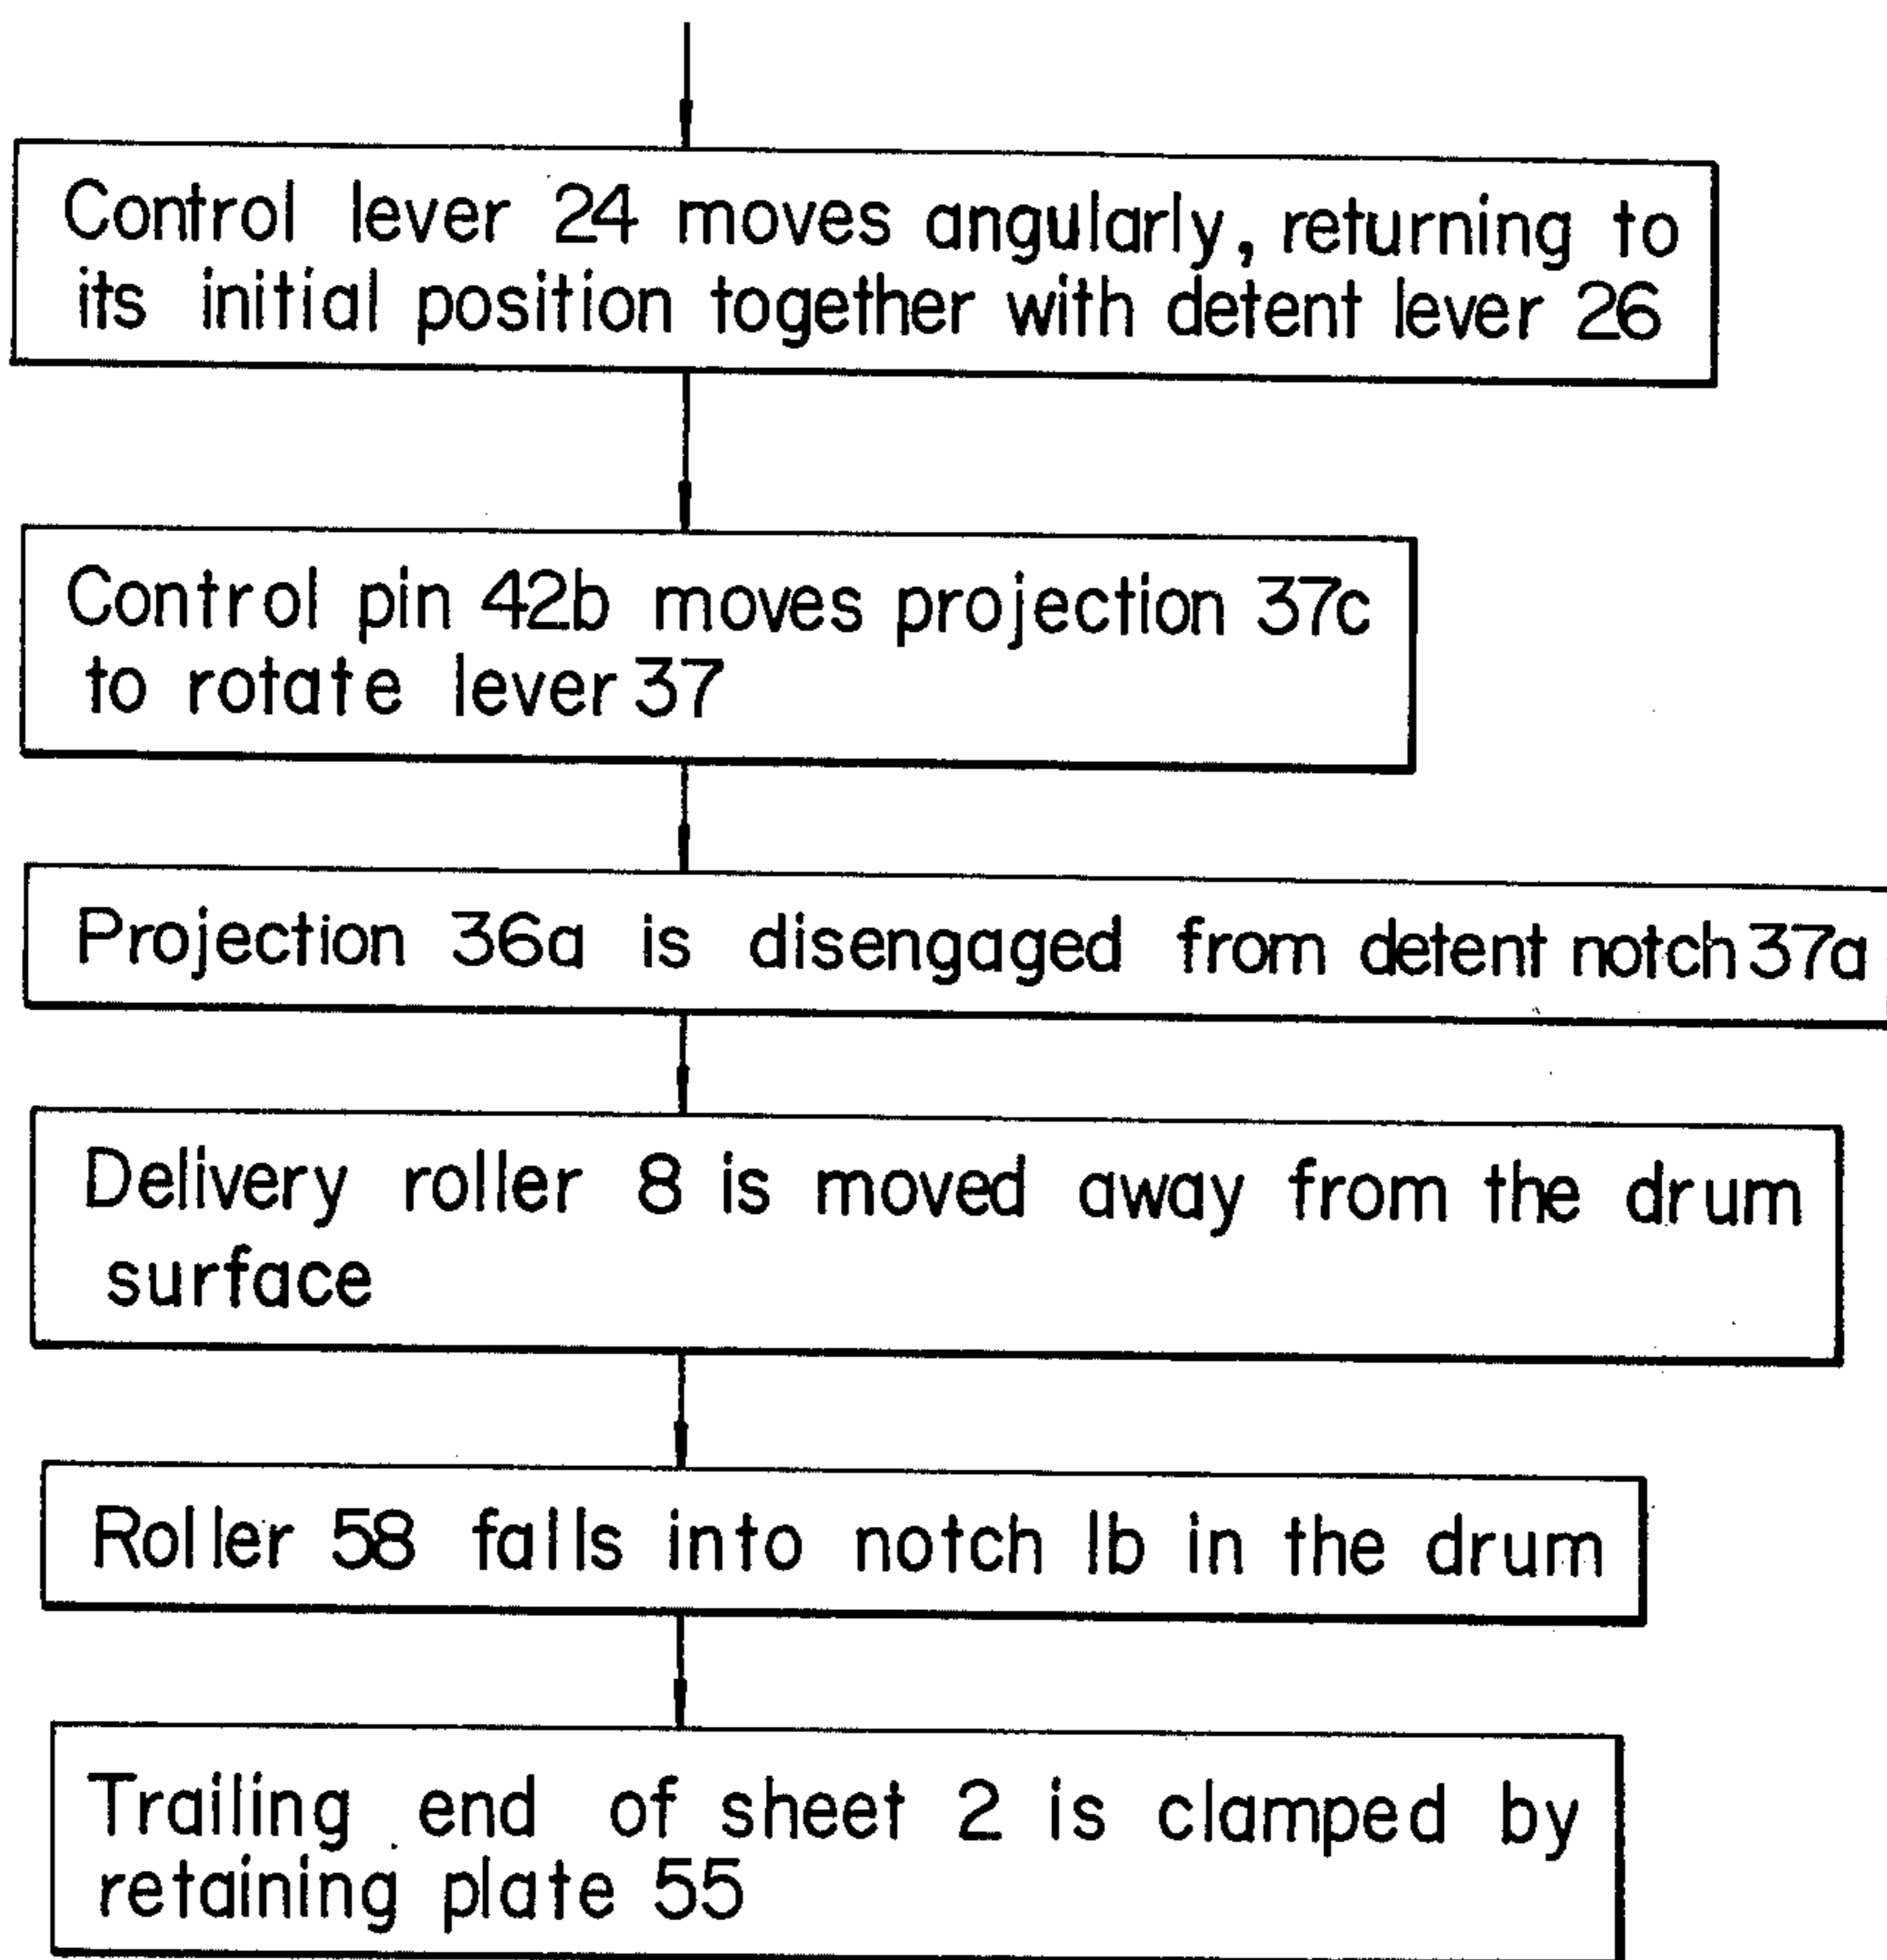 Control lever 24 moves angularly, returning to
its initial position together with detent lever 26
Control pin 42b moves projection 37c
to rotate lever 37
Projection 36a is disengaged from detent notch 37a
Delivery roller 8 is moved away from the drum
surface
Roller 58 falls into notch 1b in the drum
Trailing end of sheet 2 is clamped by
retaining plate 55